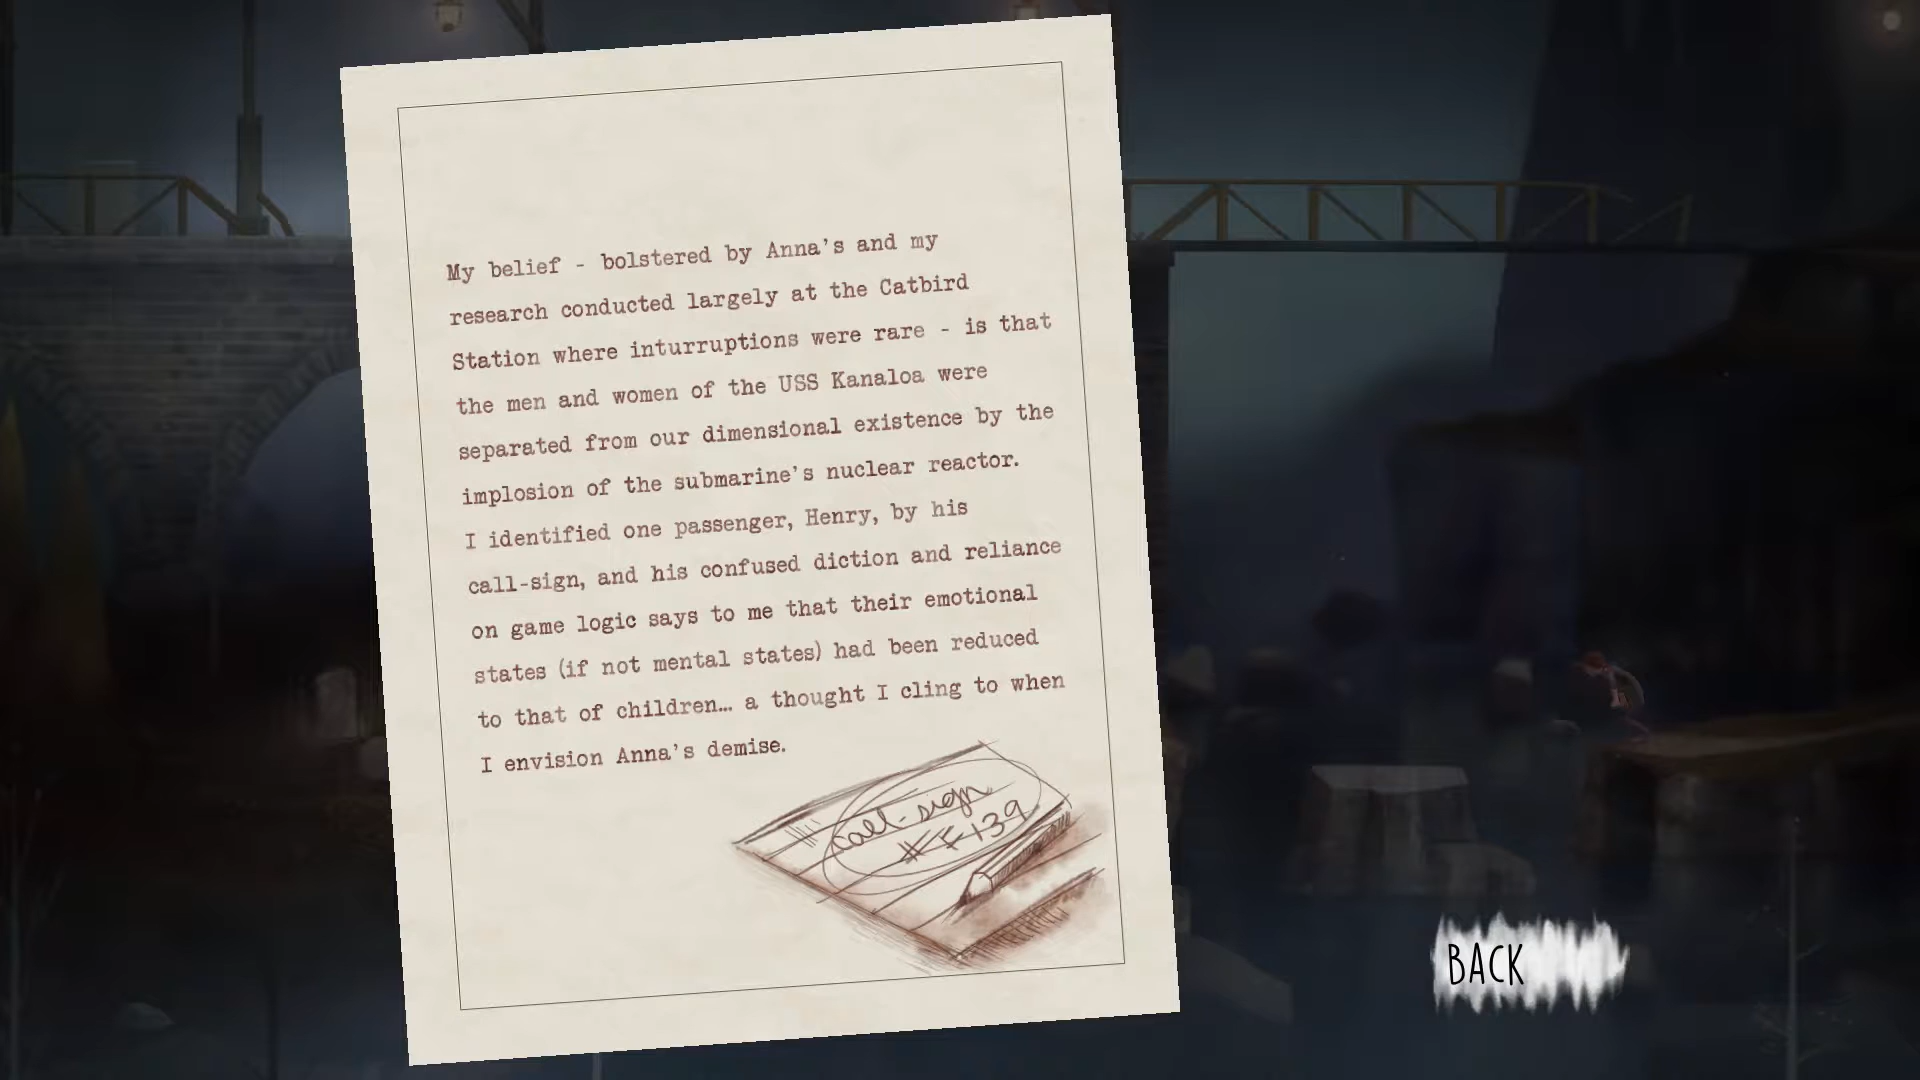 My belief - bolstered by Anna's and my
research conducted largely at the Catbird
Station where inturruptions were rare - is that
the men and women of the USS Kanaloa were
separated from our dimensional existence by the
implosion of the submarine's nuclear reactor.
I identified one passenger, Henry, by his
call-sign, and his confused diction and reliance
on game logic says to me that their emotional
states (if not mental states) had been reduced
to that of children… a thought I cling to when
I envision Anna's demise.
call-sign
139
BACK